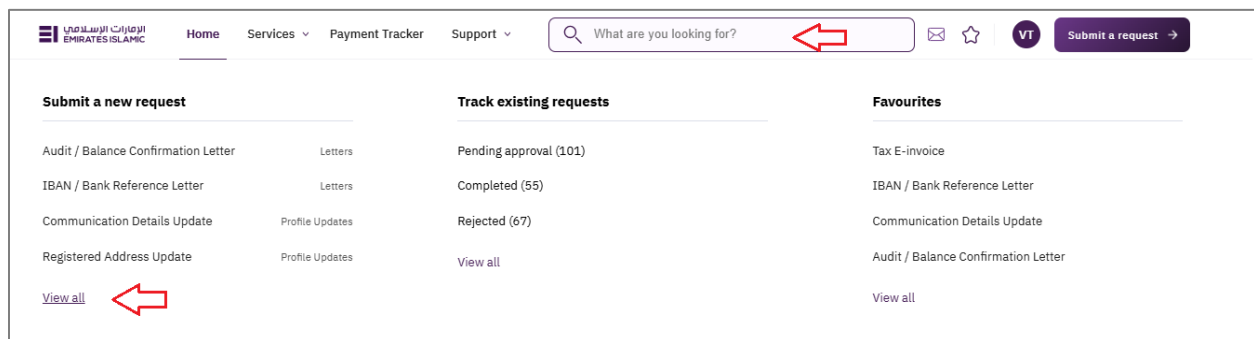 الإمارات الإسلامي
EMIRATES ISLAMIC
Home
Services
Payment Tracker
Support
What are you looking for?
VT
Submit a request →
Submit a new request
Audit / Balance Confirmation Letter
Letters
IBAN / Bank Reference Letter
Letters
Communication Details Update
Profile Updates
Registered Address Update
Profile Updates
View all
Track existing requests
Pending approval (101)
Completed (55)
Rejected (67)
View all
Favourites
Tax E-invoice
IBAN / Bank Reference Letter
Communication Details Update
Audit / Balance Confirmation Letter
View all